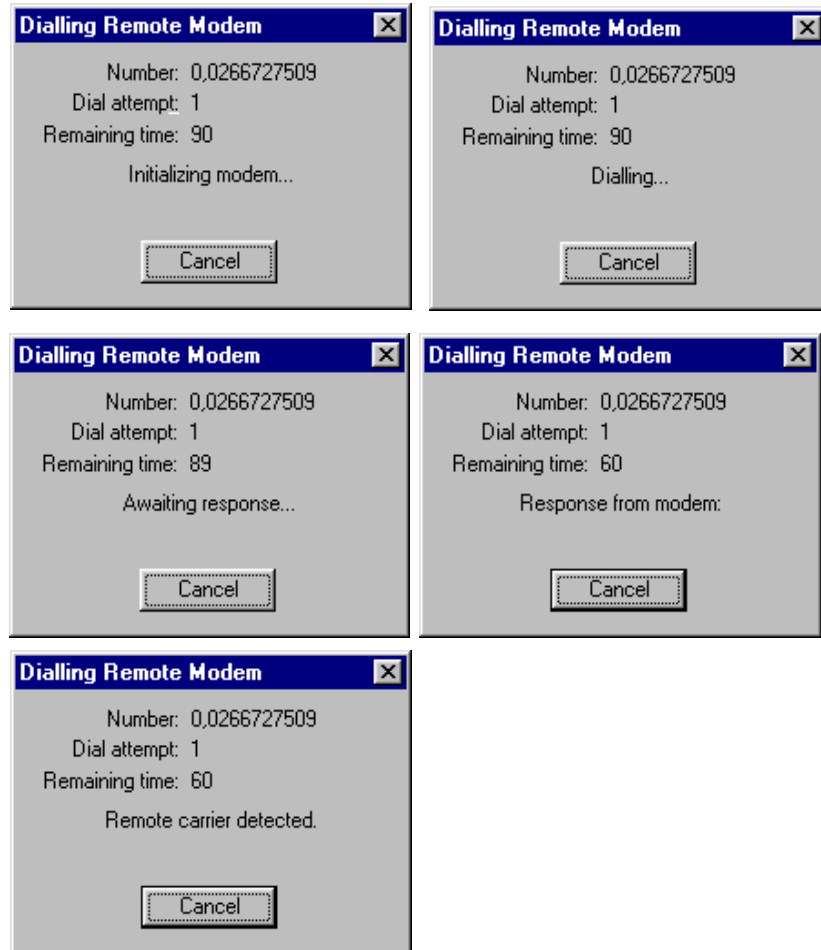 Dialling Remote Modem
Number: 0,0266727509
Dial attempt: 1
Remaining time: 90
Initializing modem...
Cancel
Dialling Remote Modem
Number: 0,0266727509
Dial attempt: 1
Remaining time: 90
Dialling...
Cancel
Dialling Remote Modem
Number: 0,0266727509
Dial attempt: 1
Remaining time: 89
Awaiting response...
Cancel
Dialling Remote Modem
Number: 0,0266727509
Dial attempt: 1
Remaining time: 60
Response from modem:
Cancel
Dialling Remote Modem
Number: 0,0266727509
Dial attempt: 1
Remaining time: 60
Remote carrier detected.
Cancel